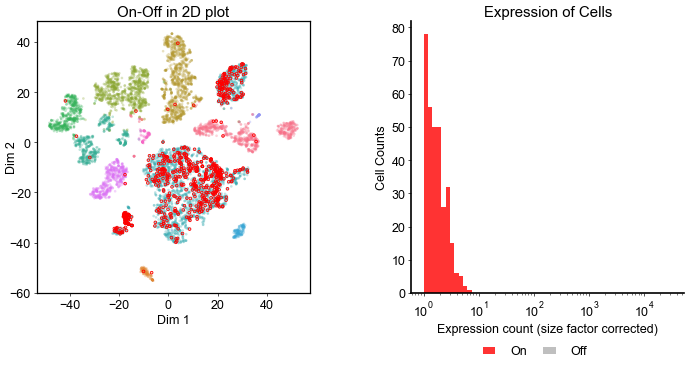 On-Off in 2D plot
40
20
0
−20
−40
−60
Dim 2
−40 −20 0 20 40
Dim 1
Expression of Cells
80
70
60
50
40
30
20
10
0
Cell Counts
10^0 10^1 10^2 10^3 10^4
Expression count (size factor corrected)
On Off